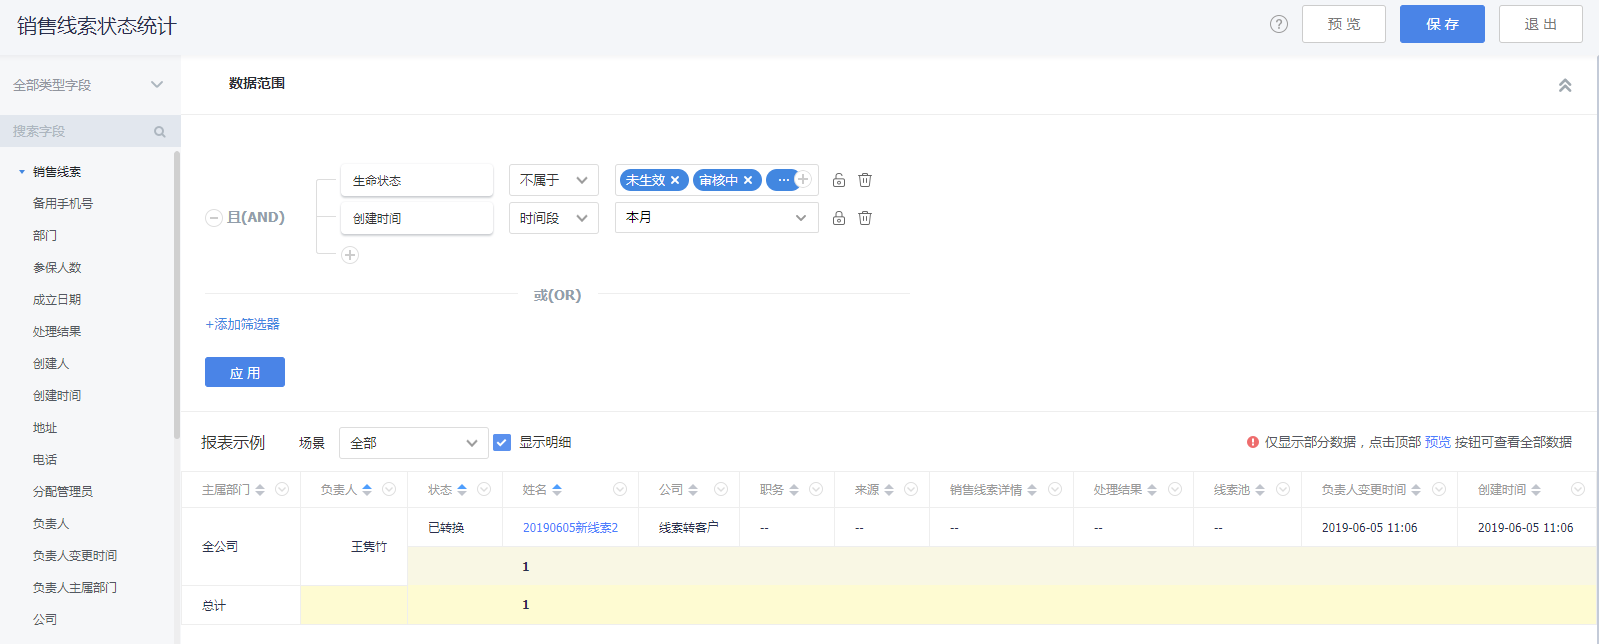 销售线索状态统计
预 览
保 存
退 出
全部类型字段
数据范围
搜索字段
销售线索
备用手机号
部门
参保人数
成立日期
处理结果
创建人
创建时间
地址
电话
分配管理员
负责人
负责人变更时间
负责人主属部门
公司
且(AND)
生命状态 不属于 未生效 × 审核中 × ···
创建时间 时间段 本月
或(OR)
+添加筛选器
应 用
报表示例 场景 全部 显示明细 仅显示部分数据，点击顶部 预览 按钮可查看全部数据
主属部门 负责人 状态 姓名 公司 职务 来源 销售线索详情 处理结果 线索池 负责人变更时间 创建时间
全公司 王隽竹 已转换 20190605新线索2 线索转客户 -- -- -- -- -- 2019-06-05 11:06 2019-06-05 11:06
1
总计 1